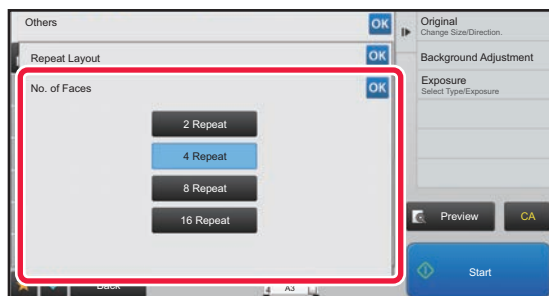 Others
OK
Original
Change Size/Direction.
Repeat Layout
OK
Background Adjustment
No. of Faces
OK
Exposure
Select Type/Exposure
2 Repeat
4 Repeat
8 Repeat
16 Repeat
Preview
CA
Start
Back
A3